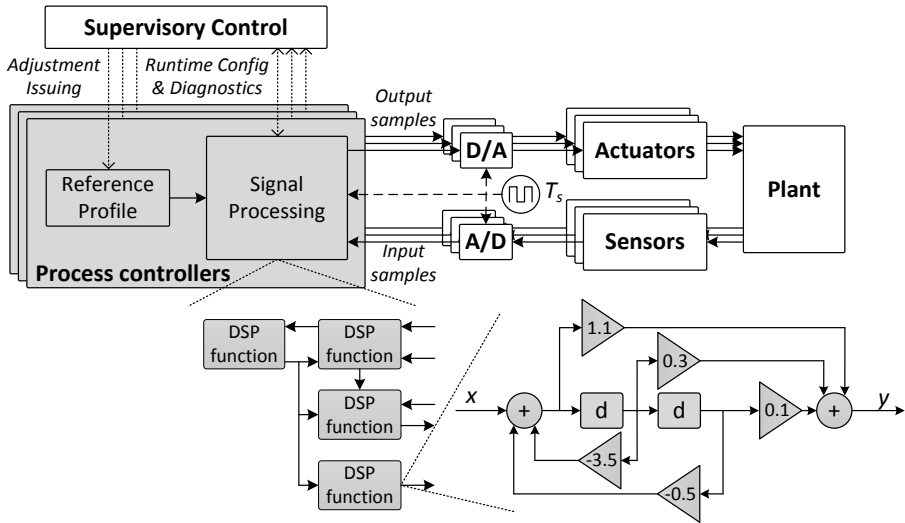 Supervisory Control
Adjustment
Issuing
Runtime Config
& Diagnostics
Output
samples
D/A
Actuators
Reference
Profile
Signal
Processing
Tₛ
Plant
A/D
Sensors
Process controllers
Input
samples
DSP
function
DSP
function
DSP
function
DSP
function
1.1
0.3
x
+
d
d
0.1
+
y
-3.5
-0.5